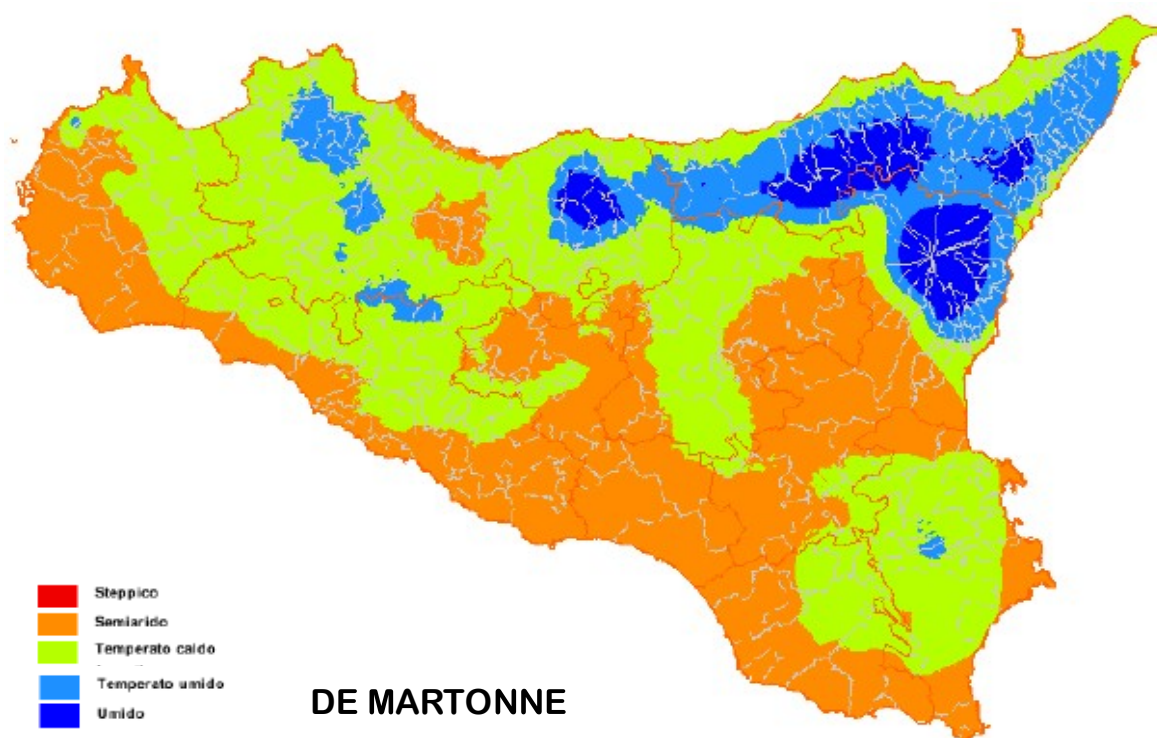 Steppico
Semiarido
Temperato caldo
Temperato umido
Umido
DE MARTONNE